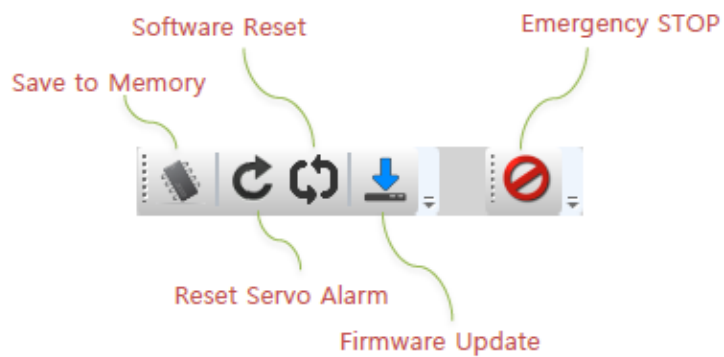 Software Reset
Emergency STOP
Save to Memory
Reset Servo Alarm
Firmware Update